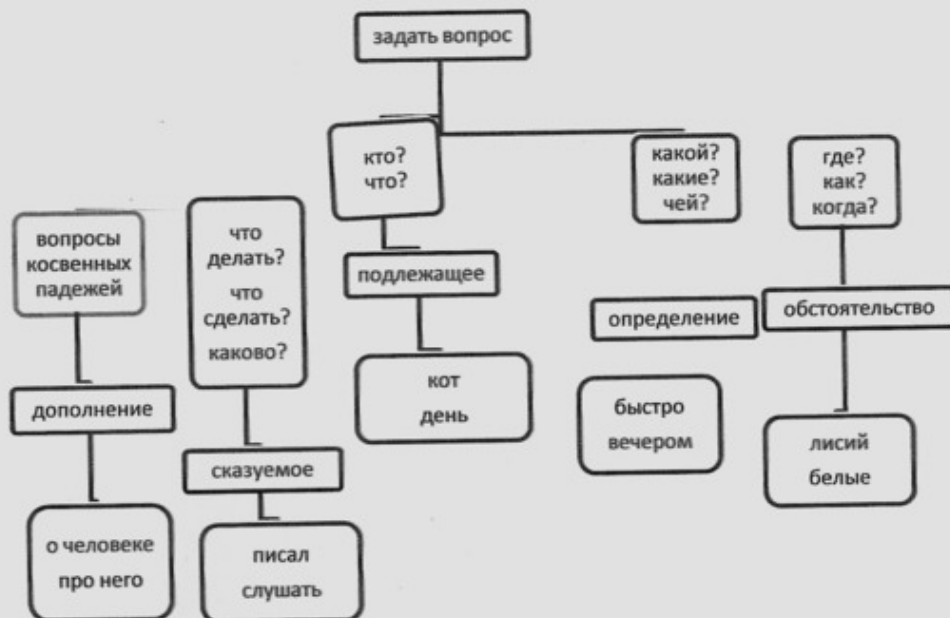 задать вопрос
кто?
что?
какой?
какие?
чей?
где?
как?
когда?
вопросы
косвенных
падежей
что
делать?
что
сделать?
каково?
подлежащее
определение
обстоятельство
дополнение
кот
день
быстро
вечером
лисий
белые
сказуемое
о человеке
про него
писал
слушать